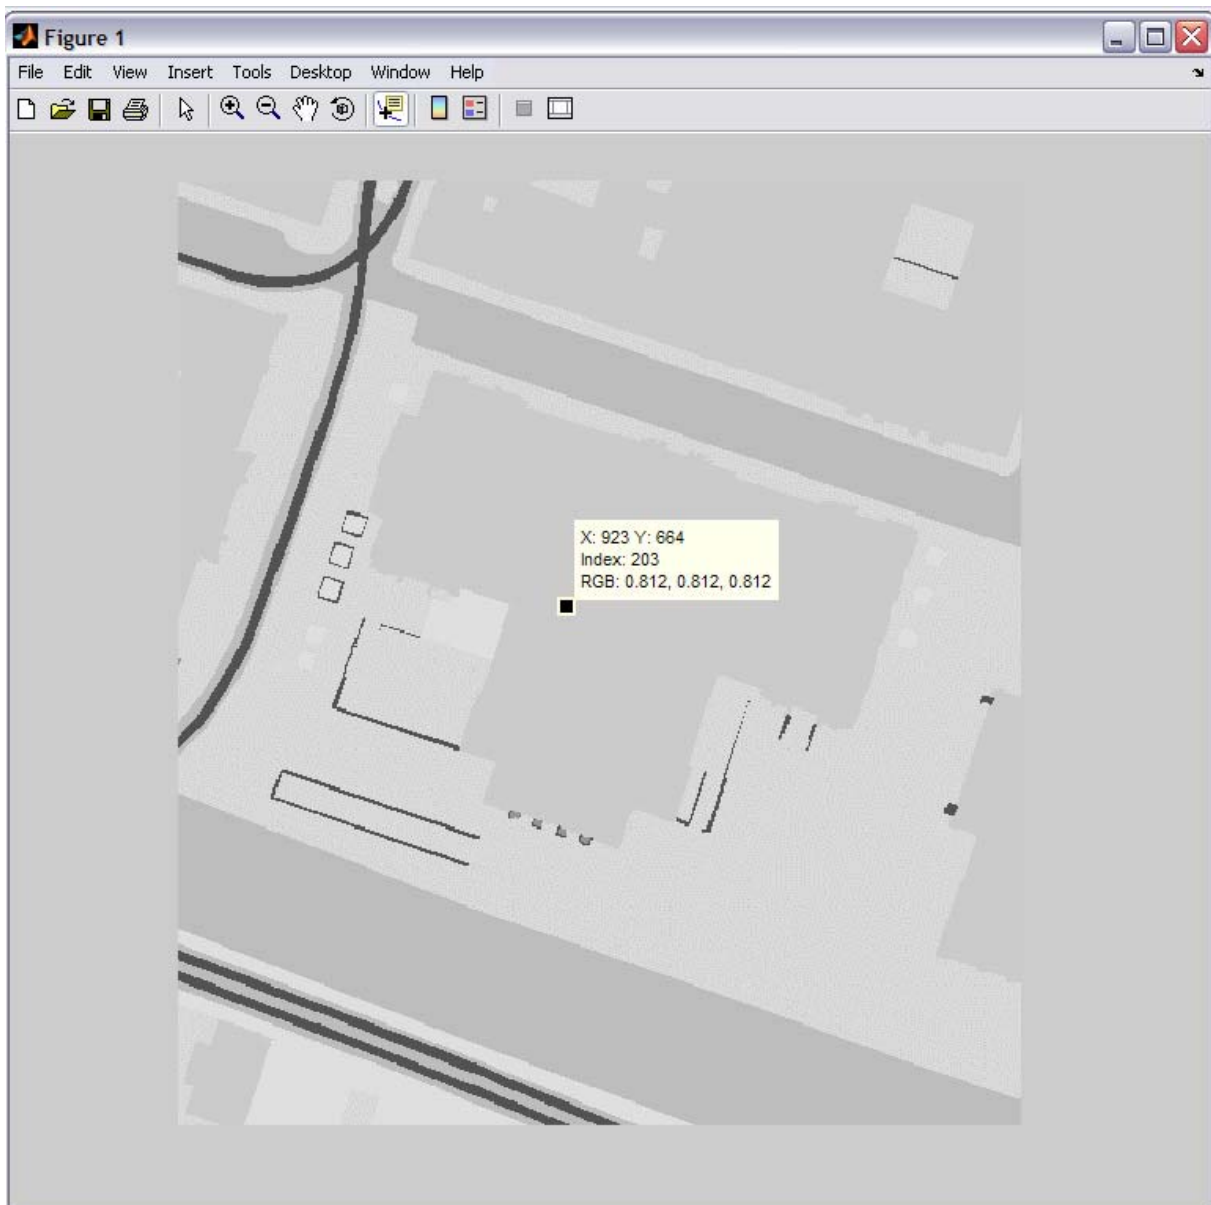 Figure 1
File Edit View Insert Tools Desktop Window Help
X: 923 Y: 664
Index: 203
RGB: 0.812, 0.812, 0.812